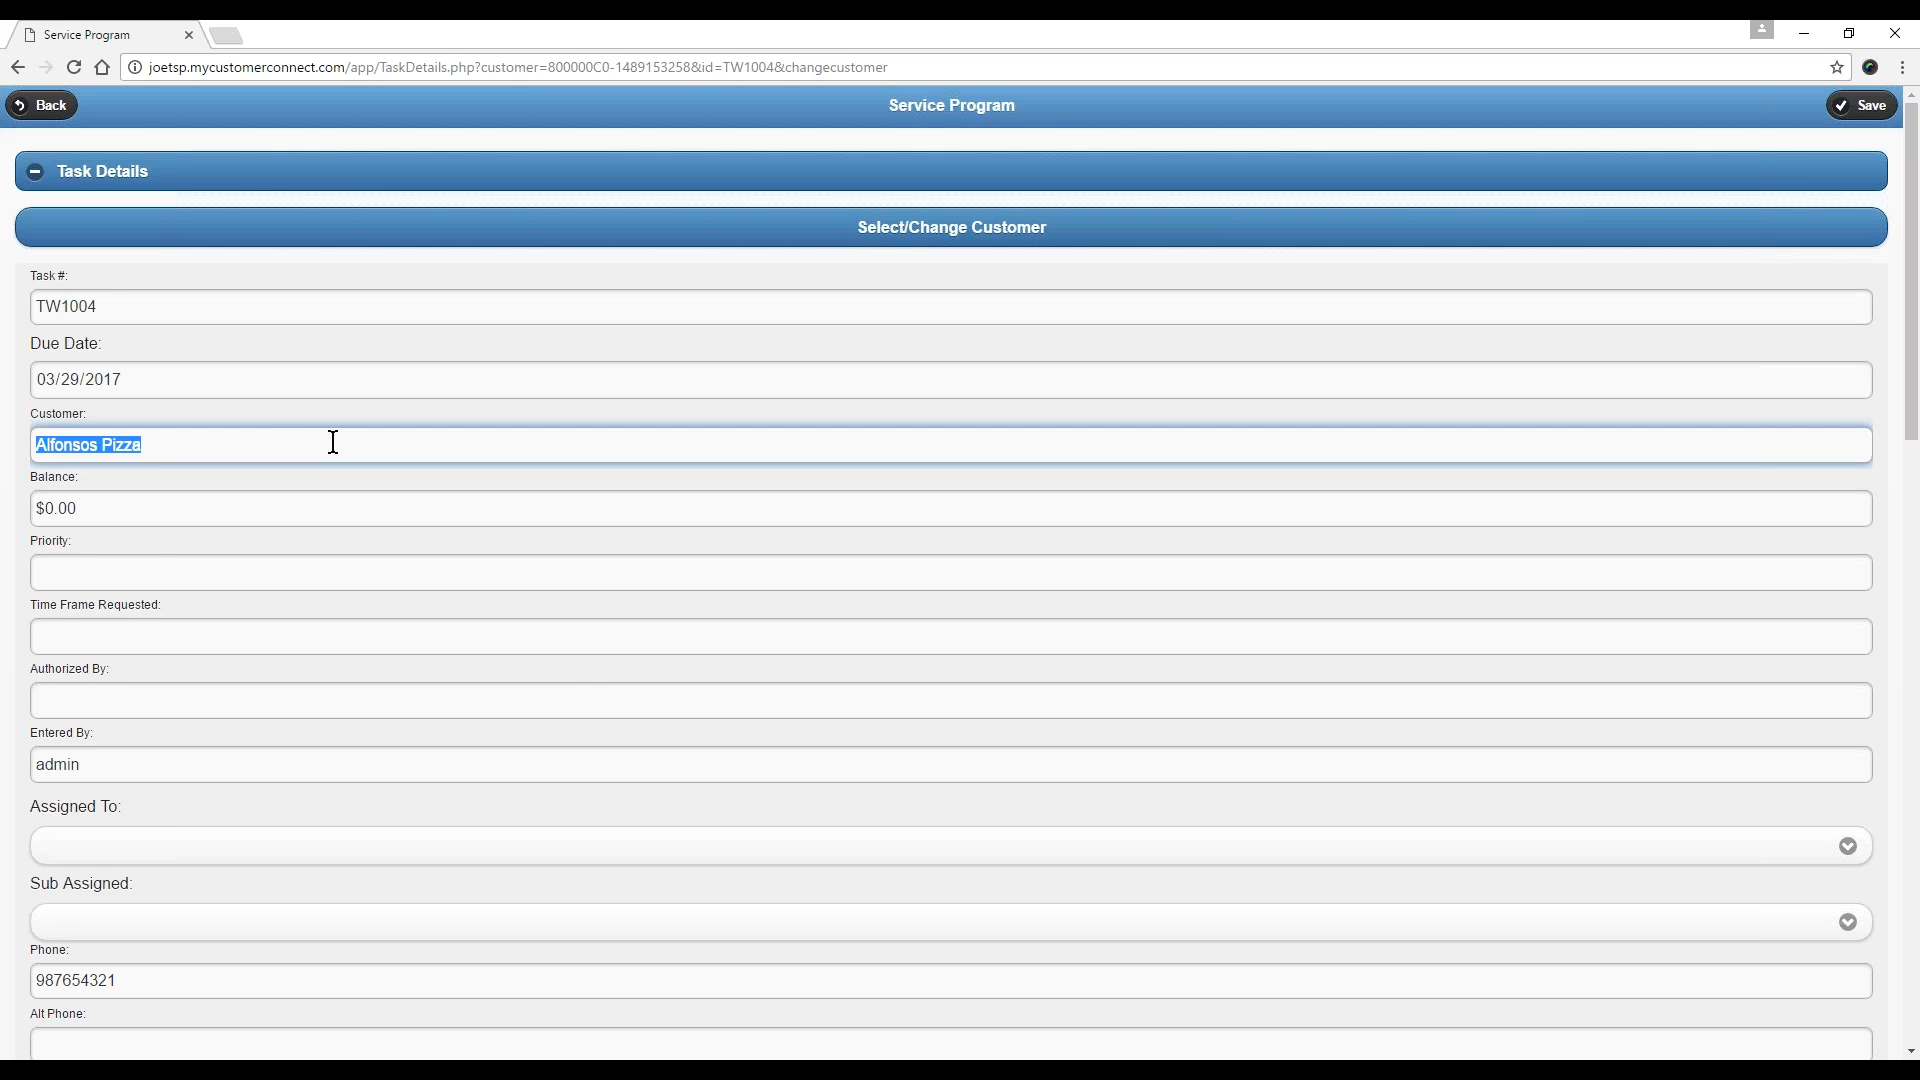 Service Program
joetsp.mycustomerconnect.com/app/TaskDetails.php?customer=800000C0-1489153258&id=TW1004&changecustomer
Back
Service Program
Save
Task Details
Select/Change Customer
Task #:
TW1004
Due Date:
03/29/2017
Customer:
Alfonsos Pizza
Balance:
$0.00
Priority:
Time Frame Requested:
Authorized By:
Entered By:
admin
Assigned To:
Sub Assigned:
Phone:
987654321
Alt Phone: